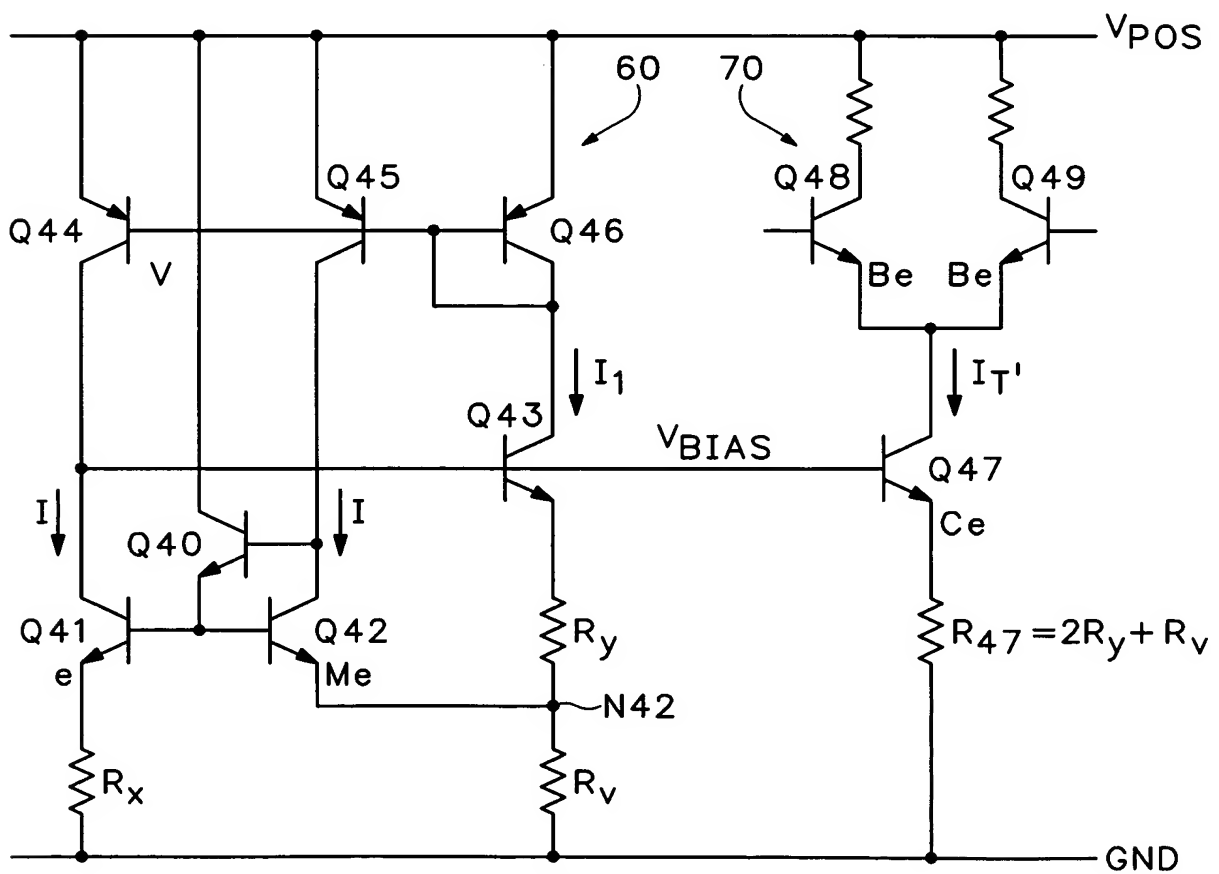 VPOS
60
70
Q45
Q48
Q49
Q44
Q46
V
Be
Be
I1
IT'
Q43
VBIAS
Q47
I
I
Q40
Ce
Q41
Q42
Ry
R47=2Ry+Rv
e
Me
N42
Rx
Rv
GND